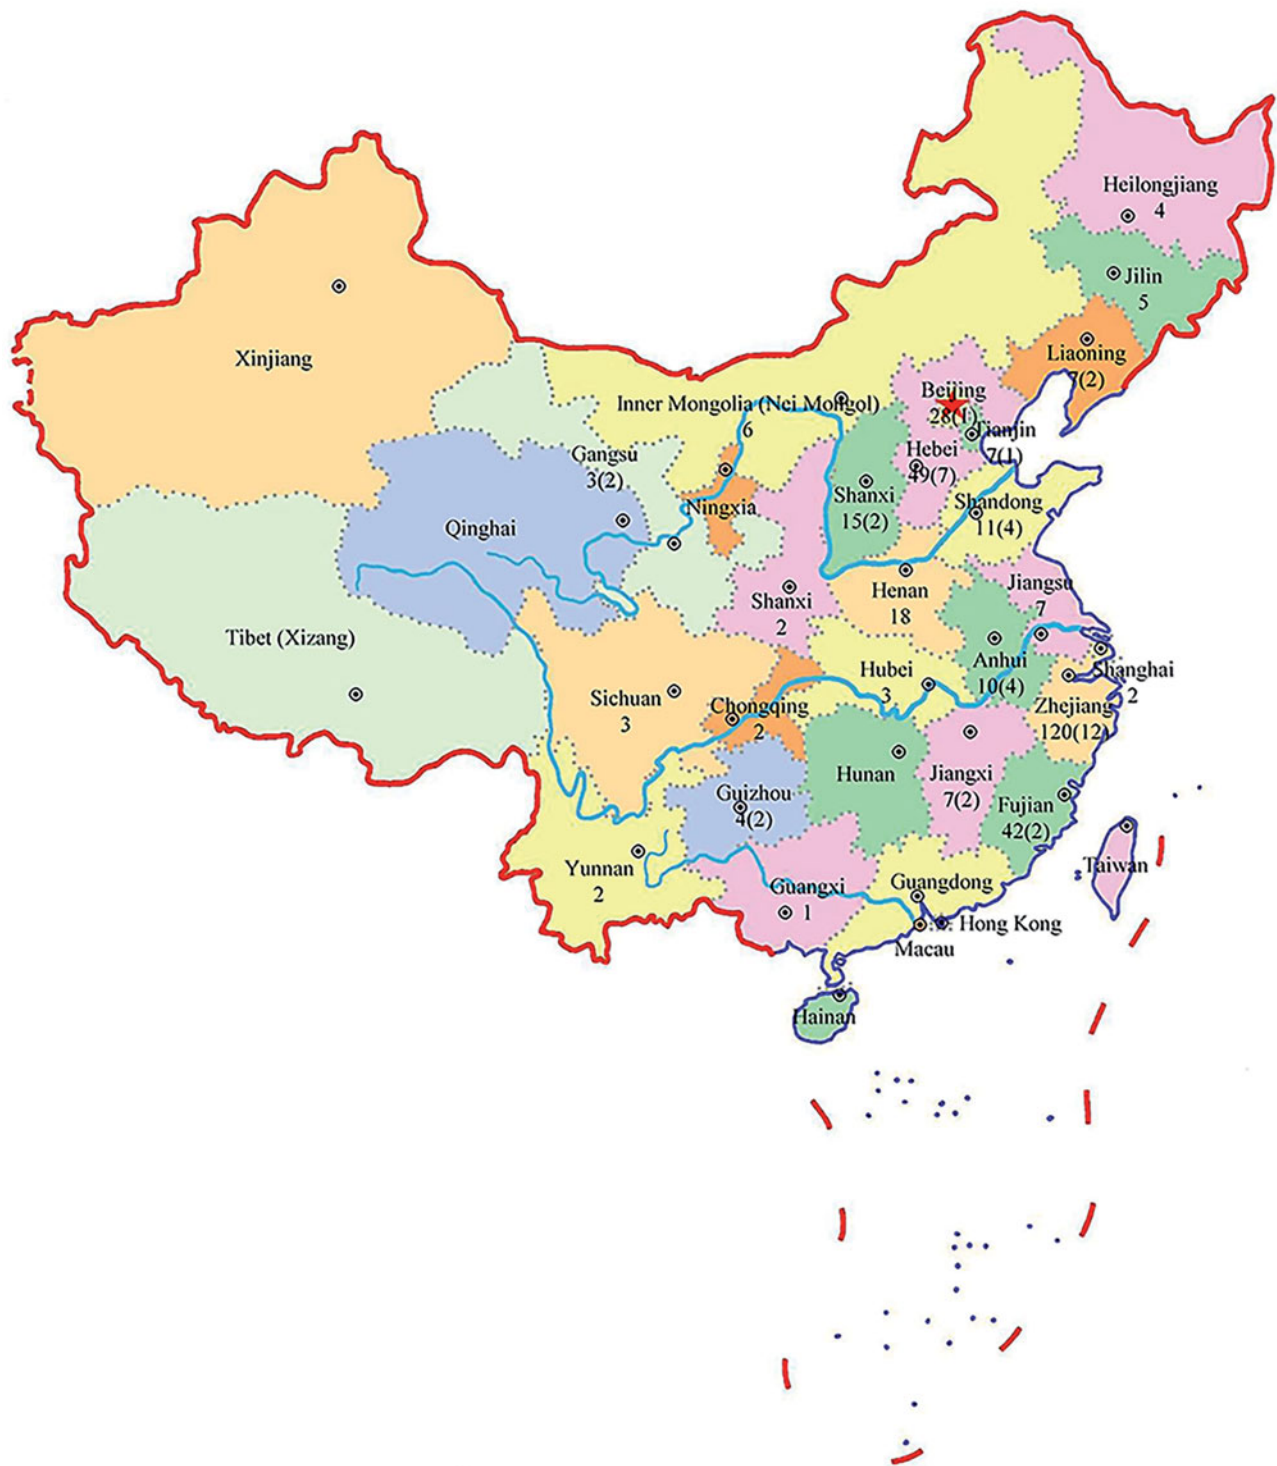 Heilongjiang
4
Jilin
5
Liaoning
7(2)
Xinjiang
Beijing
28(1)
Inner Mongolia (Nei Mongol)
6
Tianjin
7(1)
Hebei
49(7)
Gangsu
3(2)
Shanxi
15(2)
Shandong
11(4)
Ningxia
Qinghai
Jiangsu
7
Henan
18
Shanxi
2
Tibet (Xizang)
Anhui
10(4)
Hubei
3
Shanghai
2
Sichuan
3
Chongqing
2
Zhejiang
120(12)
Hunan
Jiangxi
7(2)
Guizhou
4(2)
Fujian
42(2)
Taiwan
Yunnan
2
Guangxi
1
Guangdong
Hong Kong
Macau
Hainan